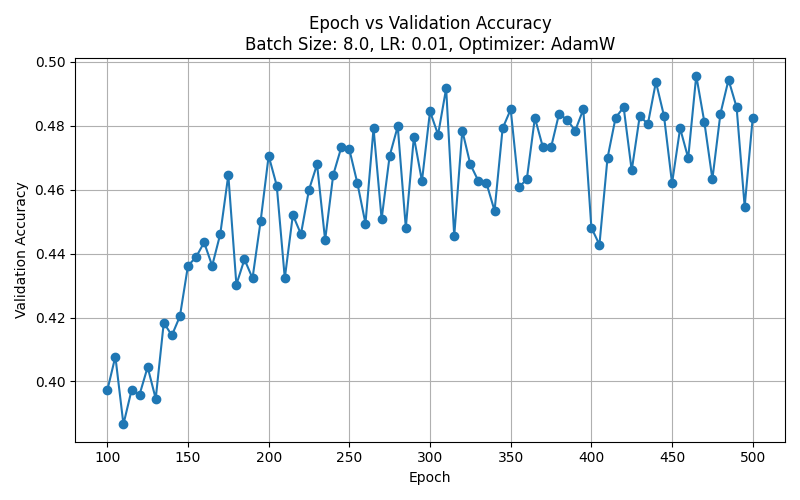 Epoch vs Validation Accuracy
Batch Size: 8.0, LR: 0.01, Optimizer: AdamW
Validation Accuracy
0.50
0.48
0.46
0.44
0.42
0.40
100 150 200 250 300 350 400 450 500
Epoch